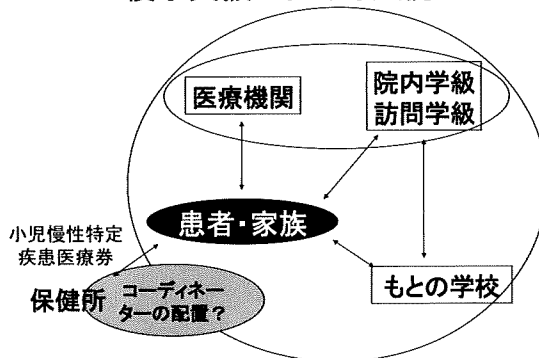 医療機関
院内学級
訪問学級
患者・家族
小児慢性特定
疾患医療券
保健所
コーディネー
ターの配置？
もとの学校